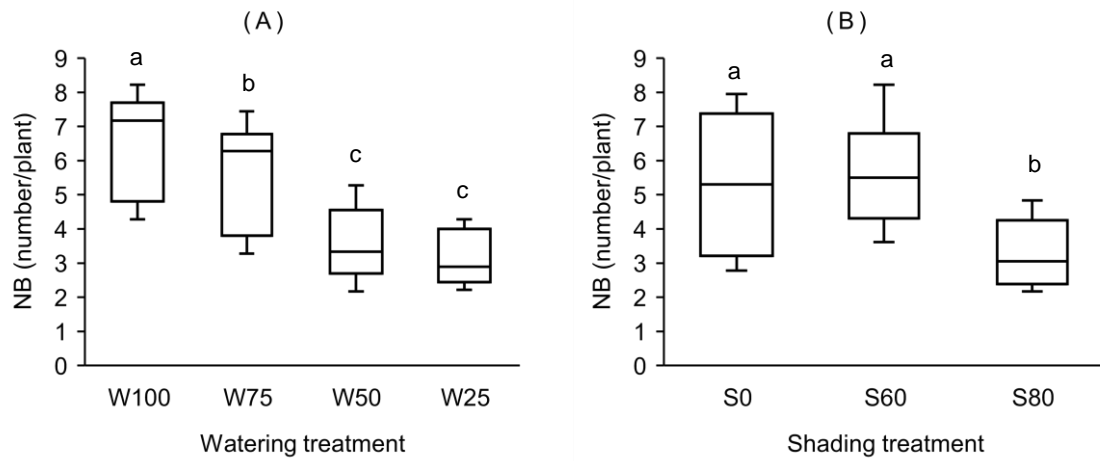 (A)
NB (number/plant)
9
8
7
6
5
4
3
2
1
0
a
b
c
c
W100 W75 W50 W25
Watering treatment
(B)
NB (number/plant)
9
8
7
6
5
4
3
2
1
0
a
a
b
S0 S60 S80
Shading treatment